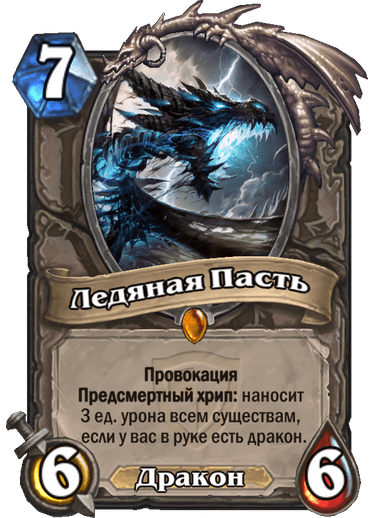 7
Ледяная Пасть
Провокация
Предсмертный хрип: наносит
3 ед. урона всем существам,
если у вас в руке есть дракон.
6
Дракон
6